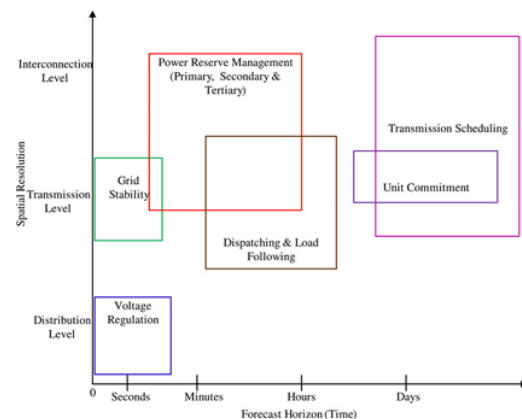 Interconnection
Level
Power Reserve Management
(Primary, Secondary &
Tertiary)
Transmission Scheduling
Spatial Resolution
Grid
Stability
Transmission
Level
Unit Commitment
Dispatching & Load
Following
Voltage
Regulation
Distribution
Level
0
Seconds
Minutes
Hours
Days
Forecast Horizon (Time)